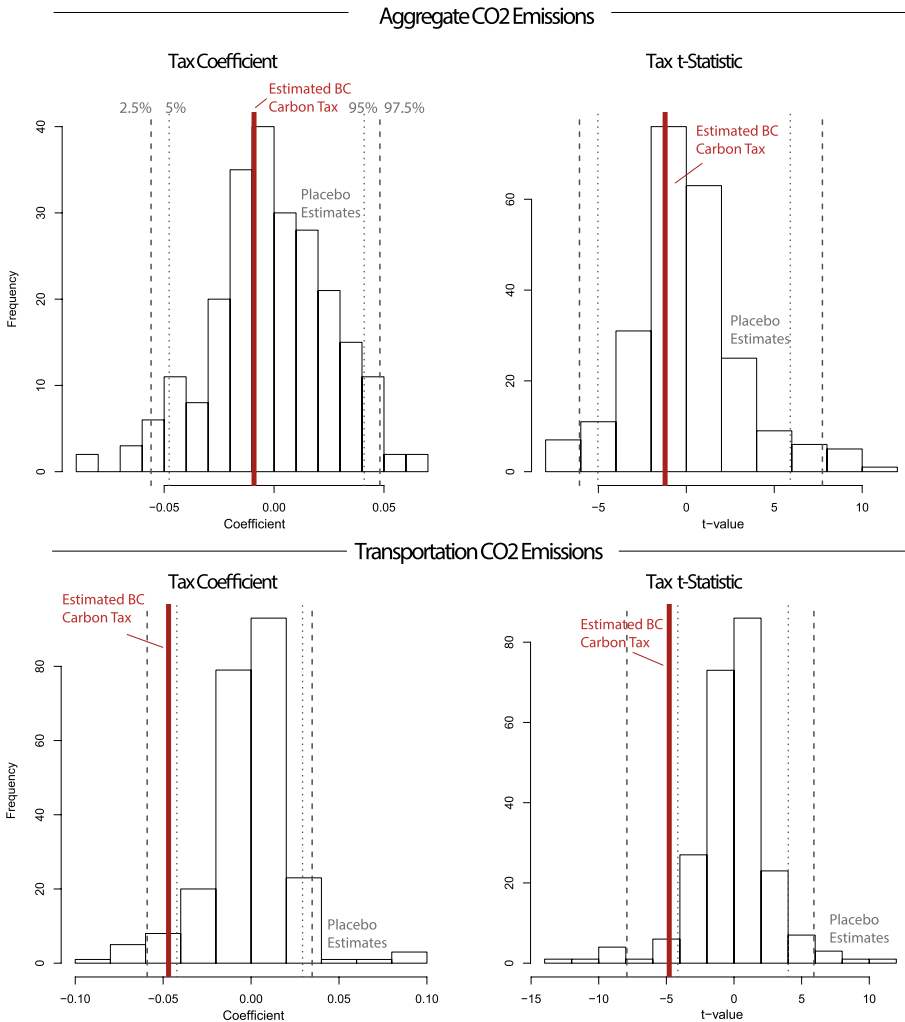 Aggregate CO2 Emissions
Tax Coefficient
Tax t-Statistic
Estimated BC
Carbon Tax
2.5%
5%
95%
97.5%
Placebo
Estimates
Frequency
40
30
20
10
0
−0.05
0.00
0.05
Coefficient
Estimated BC
Carbon Tax
Placebo
Estimates
60
40
20
0
−5
0
5
10
t−value
Transportation CO2 Emissions
Tax Coefficient
Tax t-Statistic
Estimated BC
Carbon Tax
Placebo
Estimates
Frequency
80
60
40
20
0
−0.10
−0.05
0.00
0.05
0.10
Coefficient
Estimated BC
Carbon Tax
Placebo
Estimates
80
60
40
20
0
−15
−10
−5
0
5
10
t−value